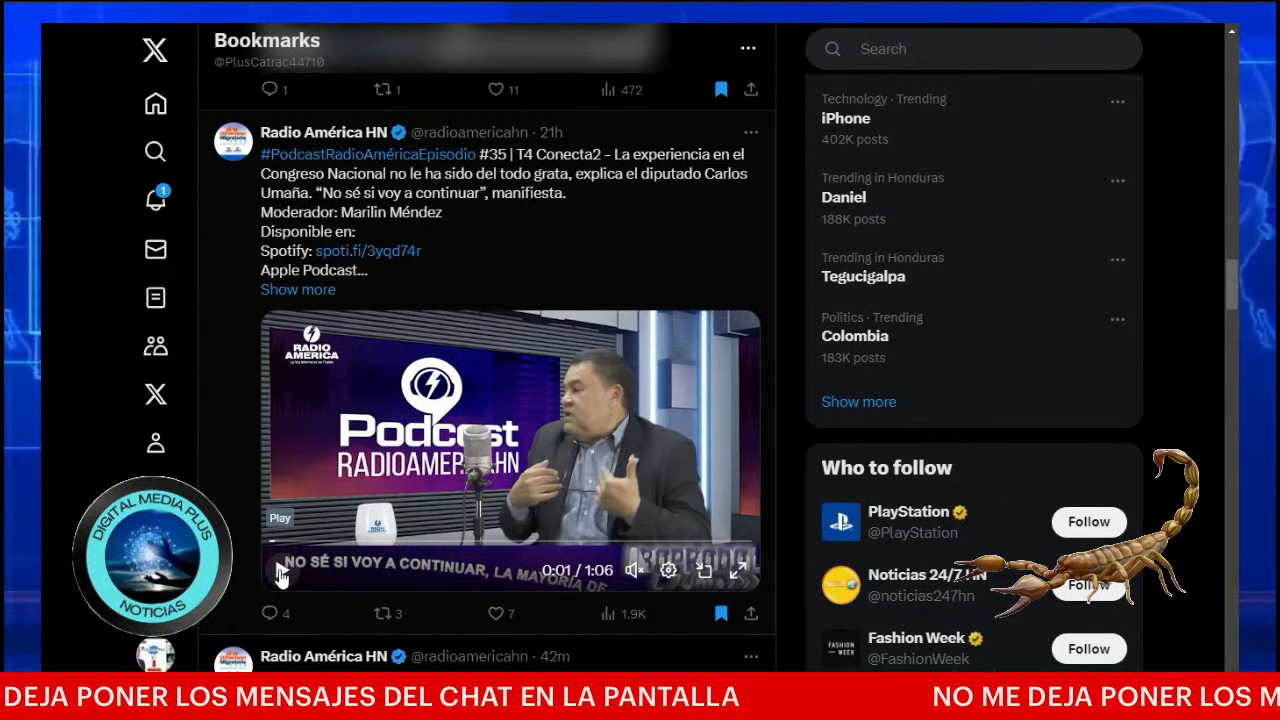 Bookmarks
@PlusCatrac44710
Search
1
1
11
472
Radio América HN @radioamericahn · 21h
#PodcastRadioAméricaEpisodio #35 | T4 Conecta2 - La experiencia en el
Congreso Nacional no le ha sido del todo grata, explica el diputado Carlos
Umaña. “No sé si voy a continuar”, manifiesta.
Moderador: Marilin Méndez
Disponible en:
Spotify: spoti.fi/3yqd74r
Apple Podcast...
Show more
RADIO
AMERICA
Podcast
RADIOAMERICAHN
Play
NO SÉ SI VOY A CONTINUAR, LA MAYORÍA DE
0:01 / 1:06
4
3
7
1.9K
Radio América HN @radioamericahn · 42m
1
Technology · Trending
iPhone
402K posts
Trending in Honduras
Daniel
188K posts
Trending in Honduras
Tegucigalpa
Politics · Trending
Colombia
183K posts
Show more
Who to follow
PlayStation
@PlayStation
Follow
Noticias 24/7 HN
@noticias247hn
Follow
FASHION
WEEK
Fashion Week
@FashionWeek
Follow
DIGITAL MEDIA PLUS
NOTICIAS
DEJA PONER LOS MENSAJES DEL CHAT EN LA PANTALLA
NO ME DEJA PONER LOS M